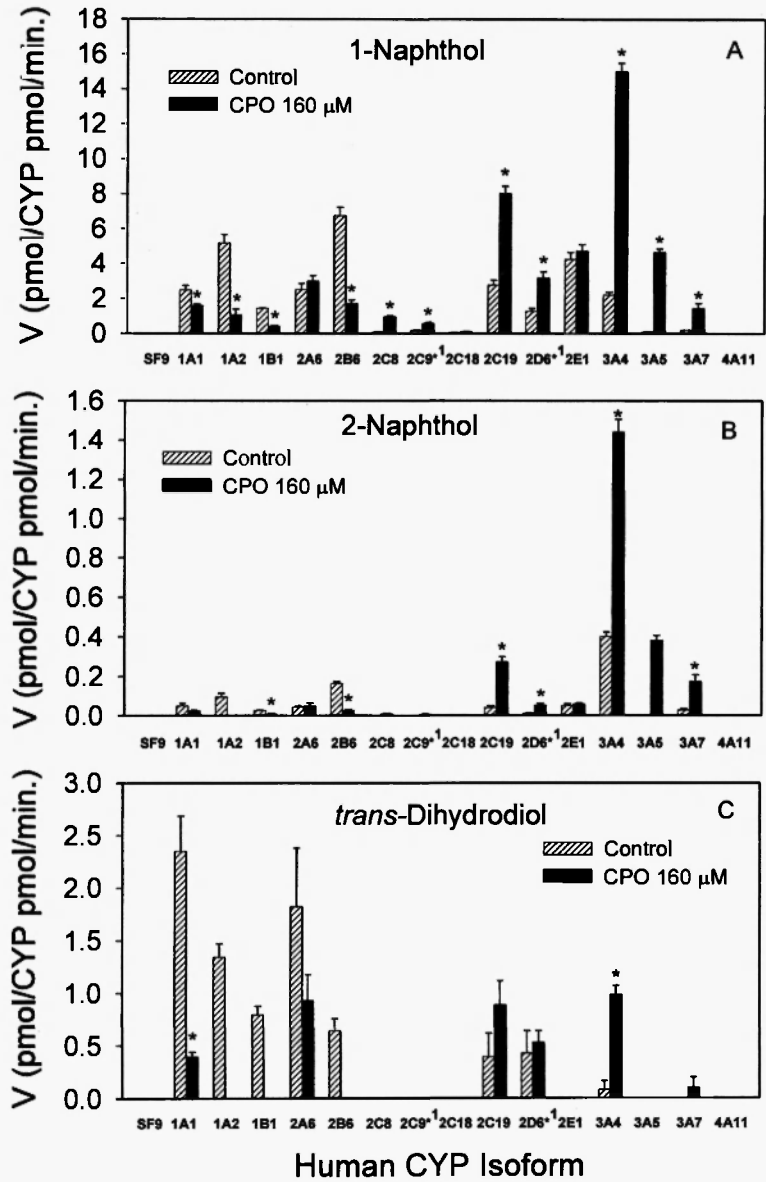 1-Naphthol
A
Control
CPO 160 µM
V (pmol/CYP pmol/min.)
18
16
14
12
10
8
6
4
2
0
* * * * * * * * * * *
SF9 1A1 1A2 1B1 2A6 2B6 2C8 2C9*1 2C18 2C19 2D6*1 2E1 3A4 3A5 3A7 4A11
2-Naphthol
B
Control
CPO 160 µM
V (pmol/CYP pmol/min.)
1.6
1.4
1.2
1.0
0.8
0.6
0.4
0.2
0.0
* * * * * *
SF9 1A1 1A2 1B1 2A6 2B6 2C8 2C9*1 2C18 2C19 2D6*1 2E1 3A4 3A5 3A7 4A11
trans-Dihydrodiol
C
Control
CPO 160 µM
V (pmol/CYP pmol/min.)
3.0
2.5
2.0
1.5
1.0
0.5
0.0
* *
SF9 1A1 1A2 1B1 2A6 2B6 2C8 2C9*1 2C18 2C19 2D6*1 2E1 3A4 3A5 3A7 4A11
Human CYP Isoform